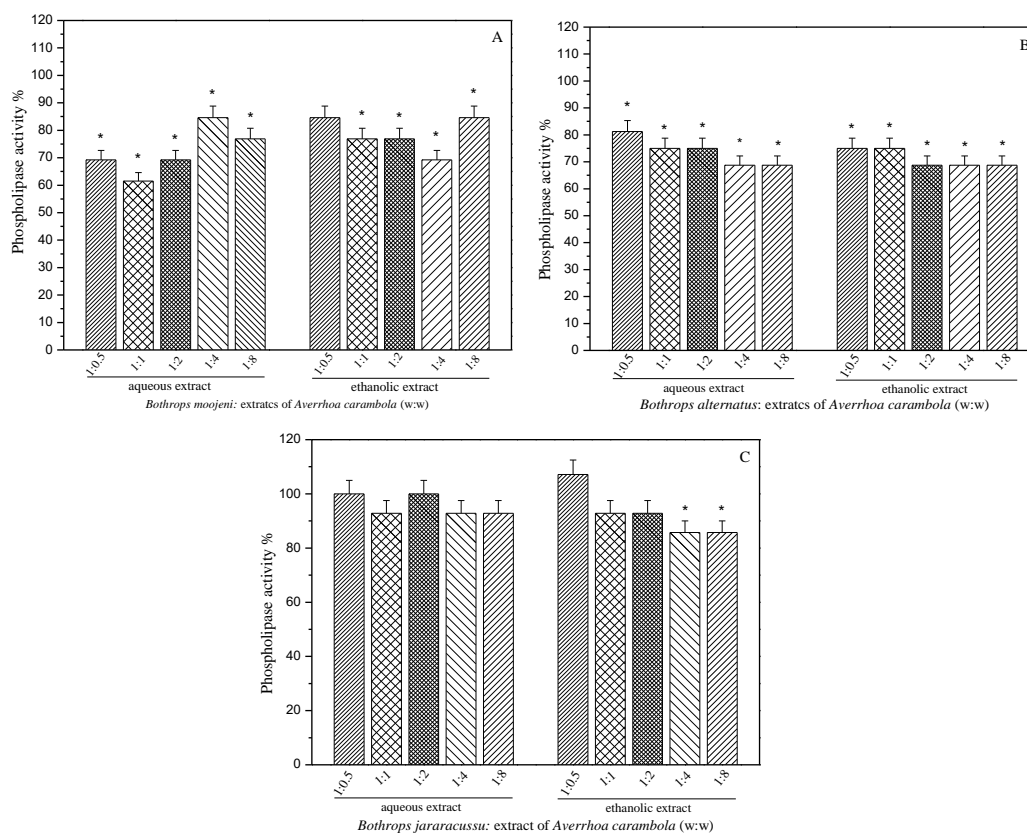 A
Phospholipase activity %
120
110
100
90
80
70
60
50
40
30
20
10
0
* * * * * * * * *
1:0.5 1:1 1:2 1:4 1:8 1:0.5 1:1 1:2 1:4 1:8
aqueous extract ethanolic extract
Bothrops moojeni: extratcs of Averrhoa carambola (w:w)
B
Phospholipase activity %
120
110
100
90
80
70
60
50
40
30
20
10
0
* * * * * * * * * *
1:0.5 1:1 1:2 1:4 1:8 1:0.5 1:1 1:2 1:4 1:8
aqueous extract ethanolic extract
Bothrops alternatus: extratcs of Averrhoa carambola (w:w)
C
Phospholipase activity %
120
100
80
60
40
20
0
* *
1:0.5 1:1 1:2 1:4 1:8 1:0.5 1:1 1:2 1:4 1:8
aqueous extract ethanolic extract
Bothrops jararacussu: extract of Averrhoa carambola (w:w)